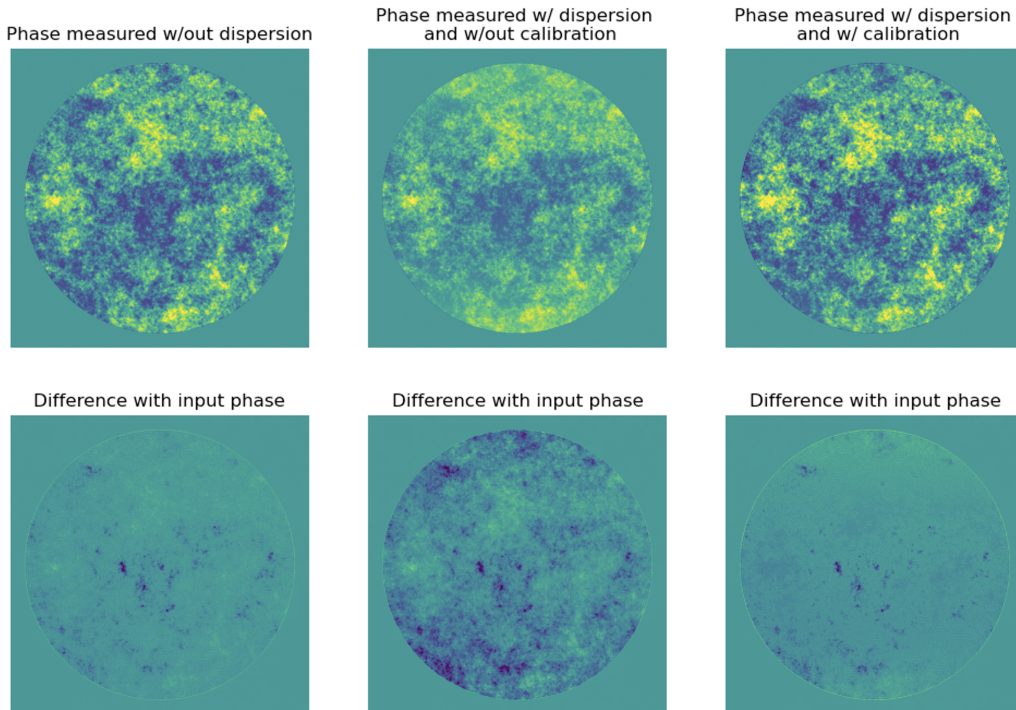 Phase measured w/out dispersion
Phase measured w/ dispersion
and w/out calibration
Phase measured w/ dispersion
and w/ calibration
Difference with input phase
Difference with input phase
Difference with input phase